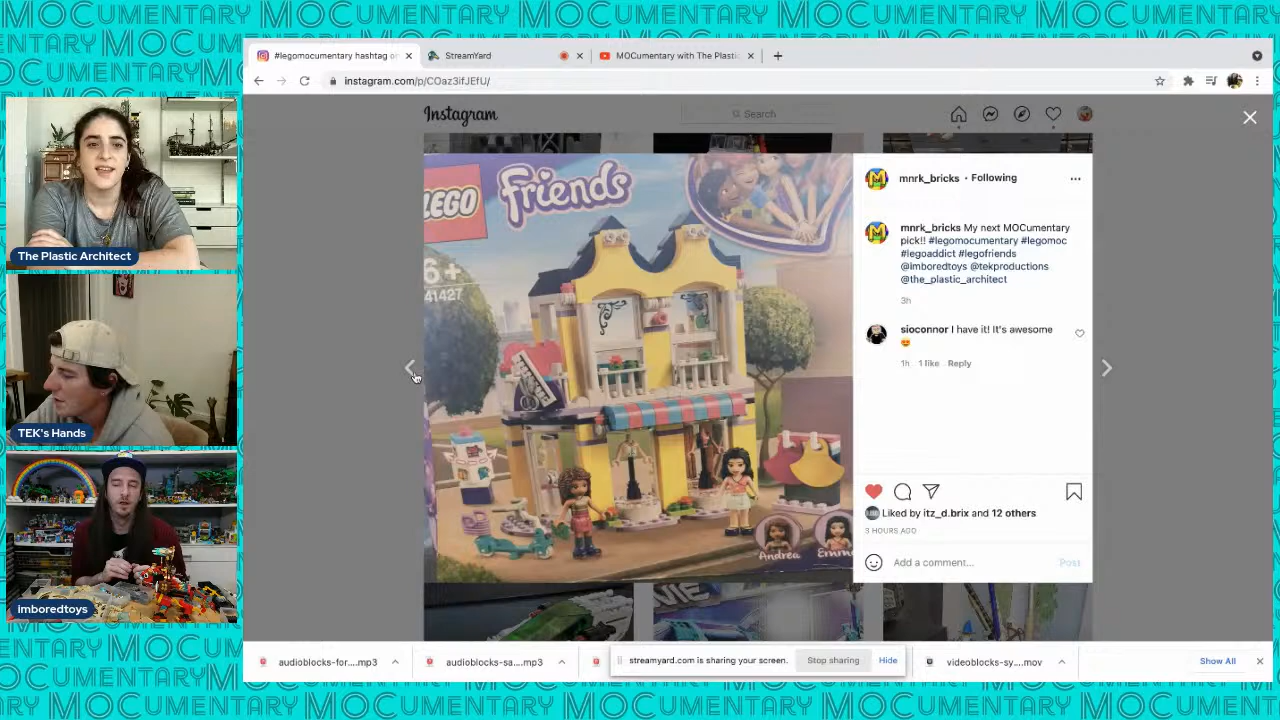 MOCUMENTARY
#legomocumentary hashtag o
StreamYard
MOCumentary with The Plasti
instagram.com/p/COaz3ifJEfU/
Instagram
Search
LEGO
Friends
6+
41427
Andrea
Emm
mnrk_bricks • Following
mnrk_bricks My next MOCumentary
pick!! #legomocumentary #legomoc
#legoaddict #legofriends
@imboredtoys @tekproductions
@the_plastic_architect
3h
sioconnor I have it! It's awesome
1h 1 like Reply
Liked by itz_d.brix and 12 others
3 HOURS AGO
Add a comment...
Post
The Plastic Architect
TEK's Hands
imboredtoys
audioblocks-for....mp3
audioblocks-sa....mp3
streamyard.com is sharing your screen.
Stop sharing
Hide
videoblocks-sy....mov
Show All